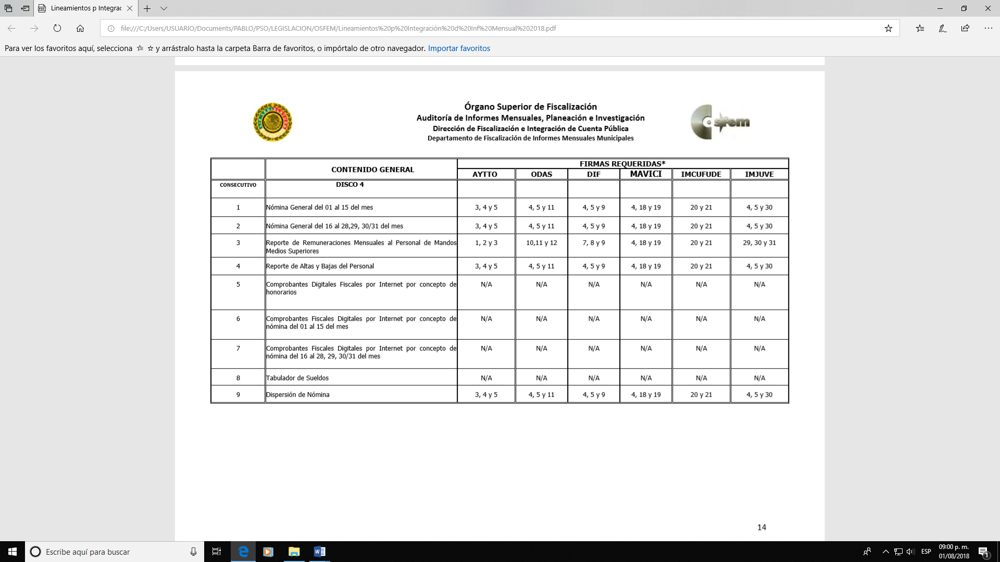 Lineamientos p Integrac
file:///C:/Users/USUARIO/Documents/PABLO/PSO/LEGISLACION/OSFEM/Lineamientos%20p%20Integración%20d%20Inf%20Mensual%202018.pdf
Para ver los favoritos aquí, selecciona y arrástralo hasta la carpeta Barra de favoritos, o impórtalo de otro navegador. Importar favoritos
Órgano Superior de Fiscalización
Auditoría de Informes Mensuales, Planeación e Investigación
Dirección de Fiscalización e Integración de Cuenta Pública
Departamento de Fiscalización de Informes Mensuales Municipales
osfem
CONTENIDO GENERAL
FIRMAS REQUERIDAS*
AYTTO ODAS DIF MAVICI IMCUFUDE IMJUVE
CONSECUTIVO DISCO 4
1 Nómina General del 01 al 15 del mes 3, 4 y 5 4, 5 y 11 4, 5 y 9 4, 18 y 19 20 y 21 4, 5 y 30
2 Nómina General del 16 al 28,29, 30/31 del mes 3, 4 y 5 4, 5 y 11 4, 5 y 9 4, 18 y 19 20 y 21 4, 5 y 30
3 Reporte de Remuneraciones Mensuales al Personal de Mandos 1, 2 y 3 10,11 y 12 7, 8 y 9 4, 18 y 19 20 y 21 29, 30 y 31
Medios Superiores
4 Reporte de Altas y Bajas del Personal 3, 4 y 5 4, 5 y 11 4, 5 y 9 4, 18 y 19 20 y 21 4, 5 y 30
5 Comprobantes Digitales Fiscales por Internet por concepto de N/A N/A N/A N/A N/A N/A
honorarios
6 Comprobantes Fiscales Digitales por Internet por concepto de N/A N/A N/A N/A N/A N/A
nómina del 01 al 15 del mes
7 Comprobantes Fiscales Digitales por Internet por concepto de N/A N/A N/A N/A N/A N/A
nómina del 16 al 28, 29, 30/31 del mes
8 Tabulador de Sueldos N/A N/A N/A N/A N/A N/A
9 Dispersión de Nómina 3, 4 y 5 4, 5 y 11 4, 5 y 9 4, 18 y 19 20 y 21 4, 5 y 30
14
Escribe aquí para buscar
ESP
09:00 p. m.
01/08/2018
1